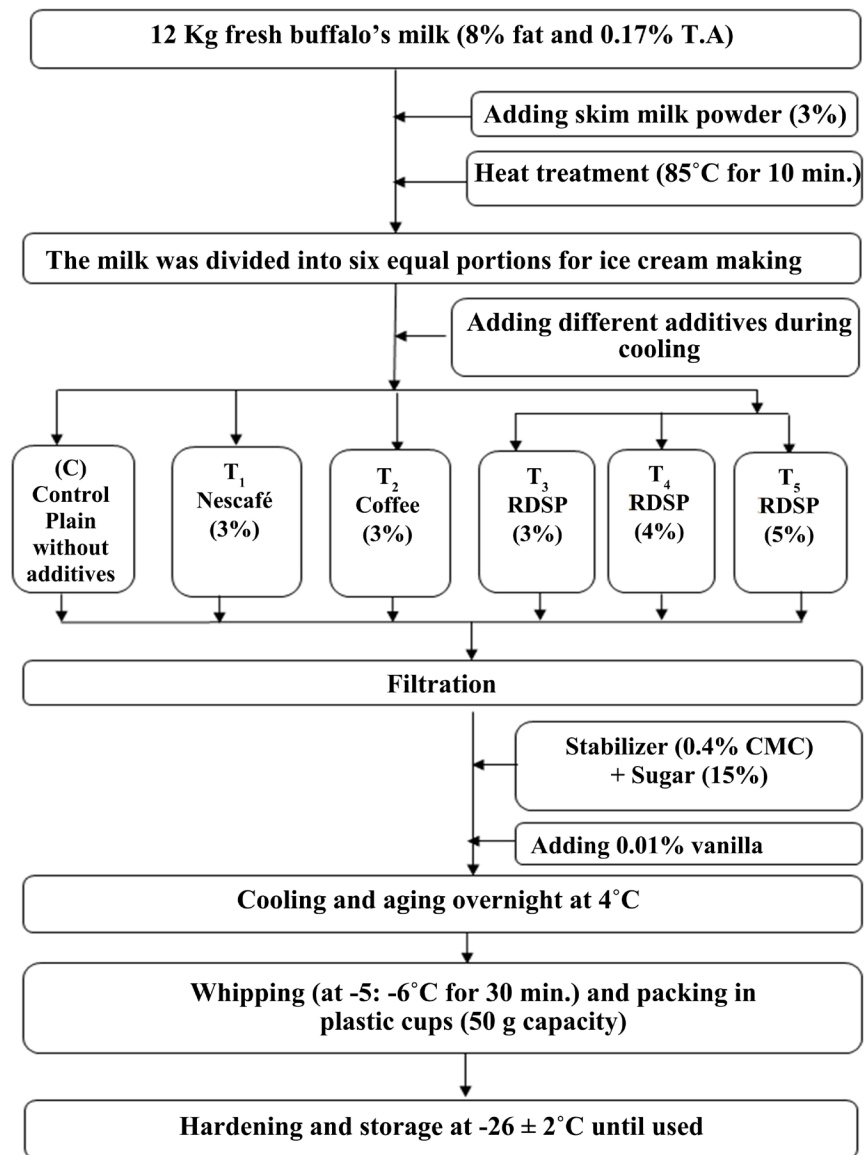 12 Kg fresh buffalo’s milk (8% fat and 0.17% T.A)
Adding skim milk powder (3%)
Heat treatment (85˚C for 10 min.)
The milk was divided into six equal portions for ice cream making
Adding different additives during
cooling
(C)
Control
Plain
without
additives
T1
Nescafé
(3%)
T2
Coffee
(3%)
T3
RDSP
(3%)
T4
RDSP
(4%)
T5
RDSP
(5%)
Filtration
Stabilizer (0.4% CMC)
+ Sugar (15%)
Adding 0.01% vanilla
Cooling and aging overnight at 4˚C
Whipping (at -5: -6˚C for 30 min.) and packing in
plastic cups (50 g capacity)
Hardening and storage at -26 ± 2˚C until used